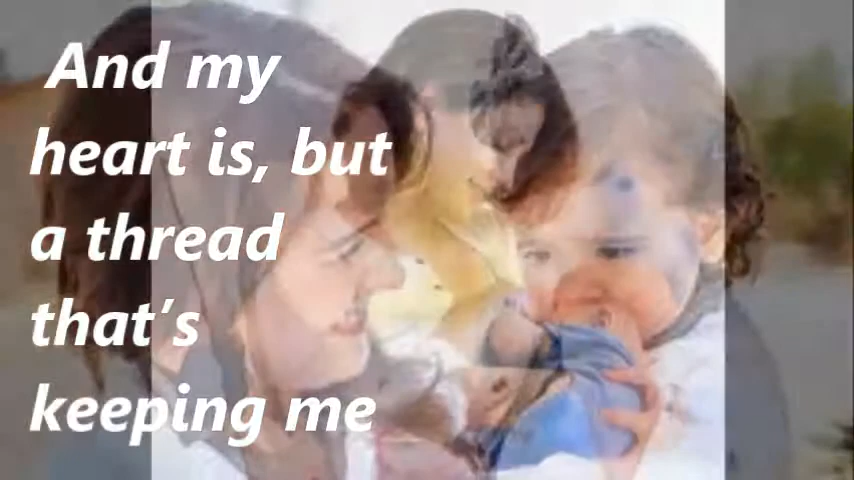 And my
heart is, but
a thread
that’s
keeping me